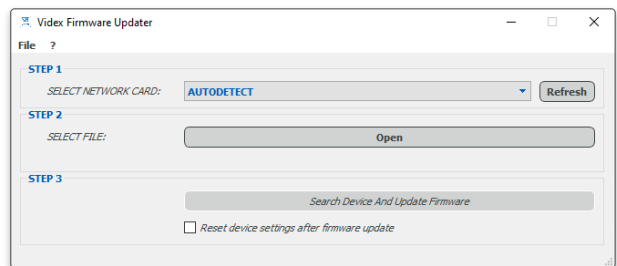 Videx Firmware Updater
File ?
STEP 1
SELECT NETWORK CARD: AUTODETECT Refresh
STEP 2
SELECT FILE: Open
STEP 3
Search Device And Update Firmware
Reset device settings after firmware update